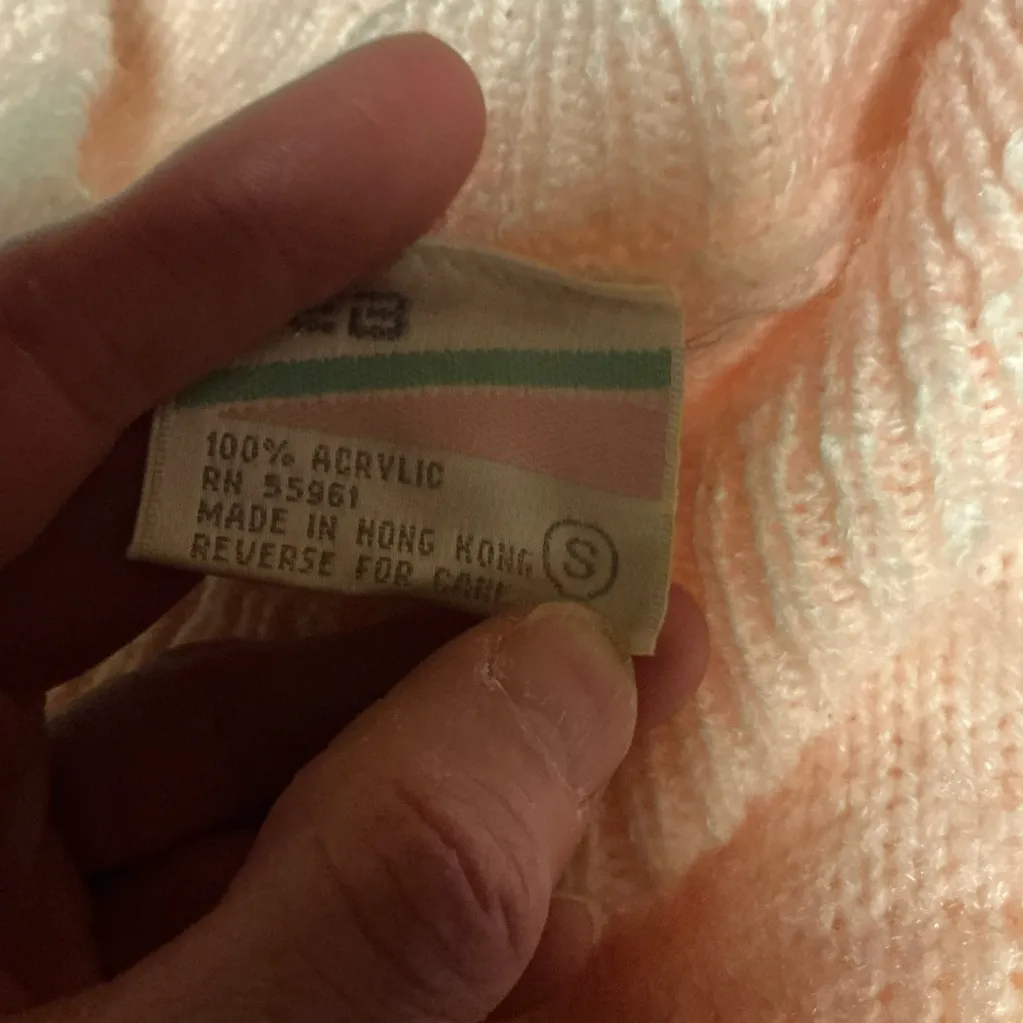 100% ACRYLIC
RN 55961
MADE IN HONG KONG
REVERSE FOR CARE
S